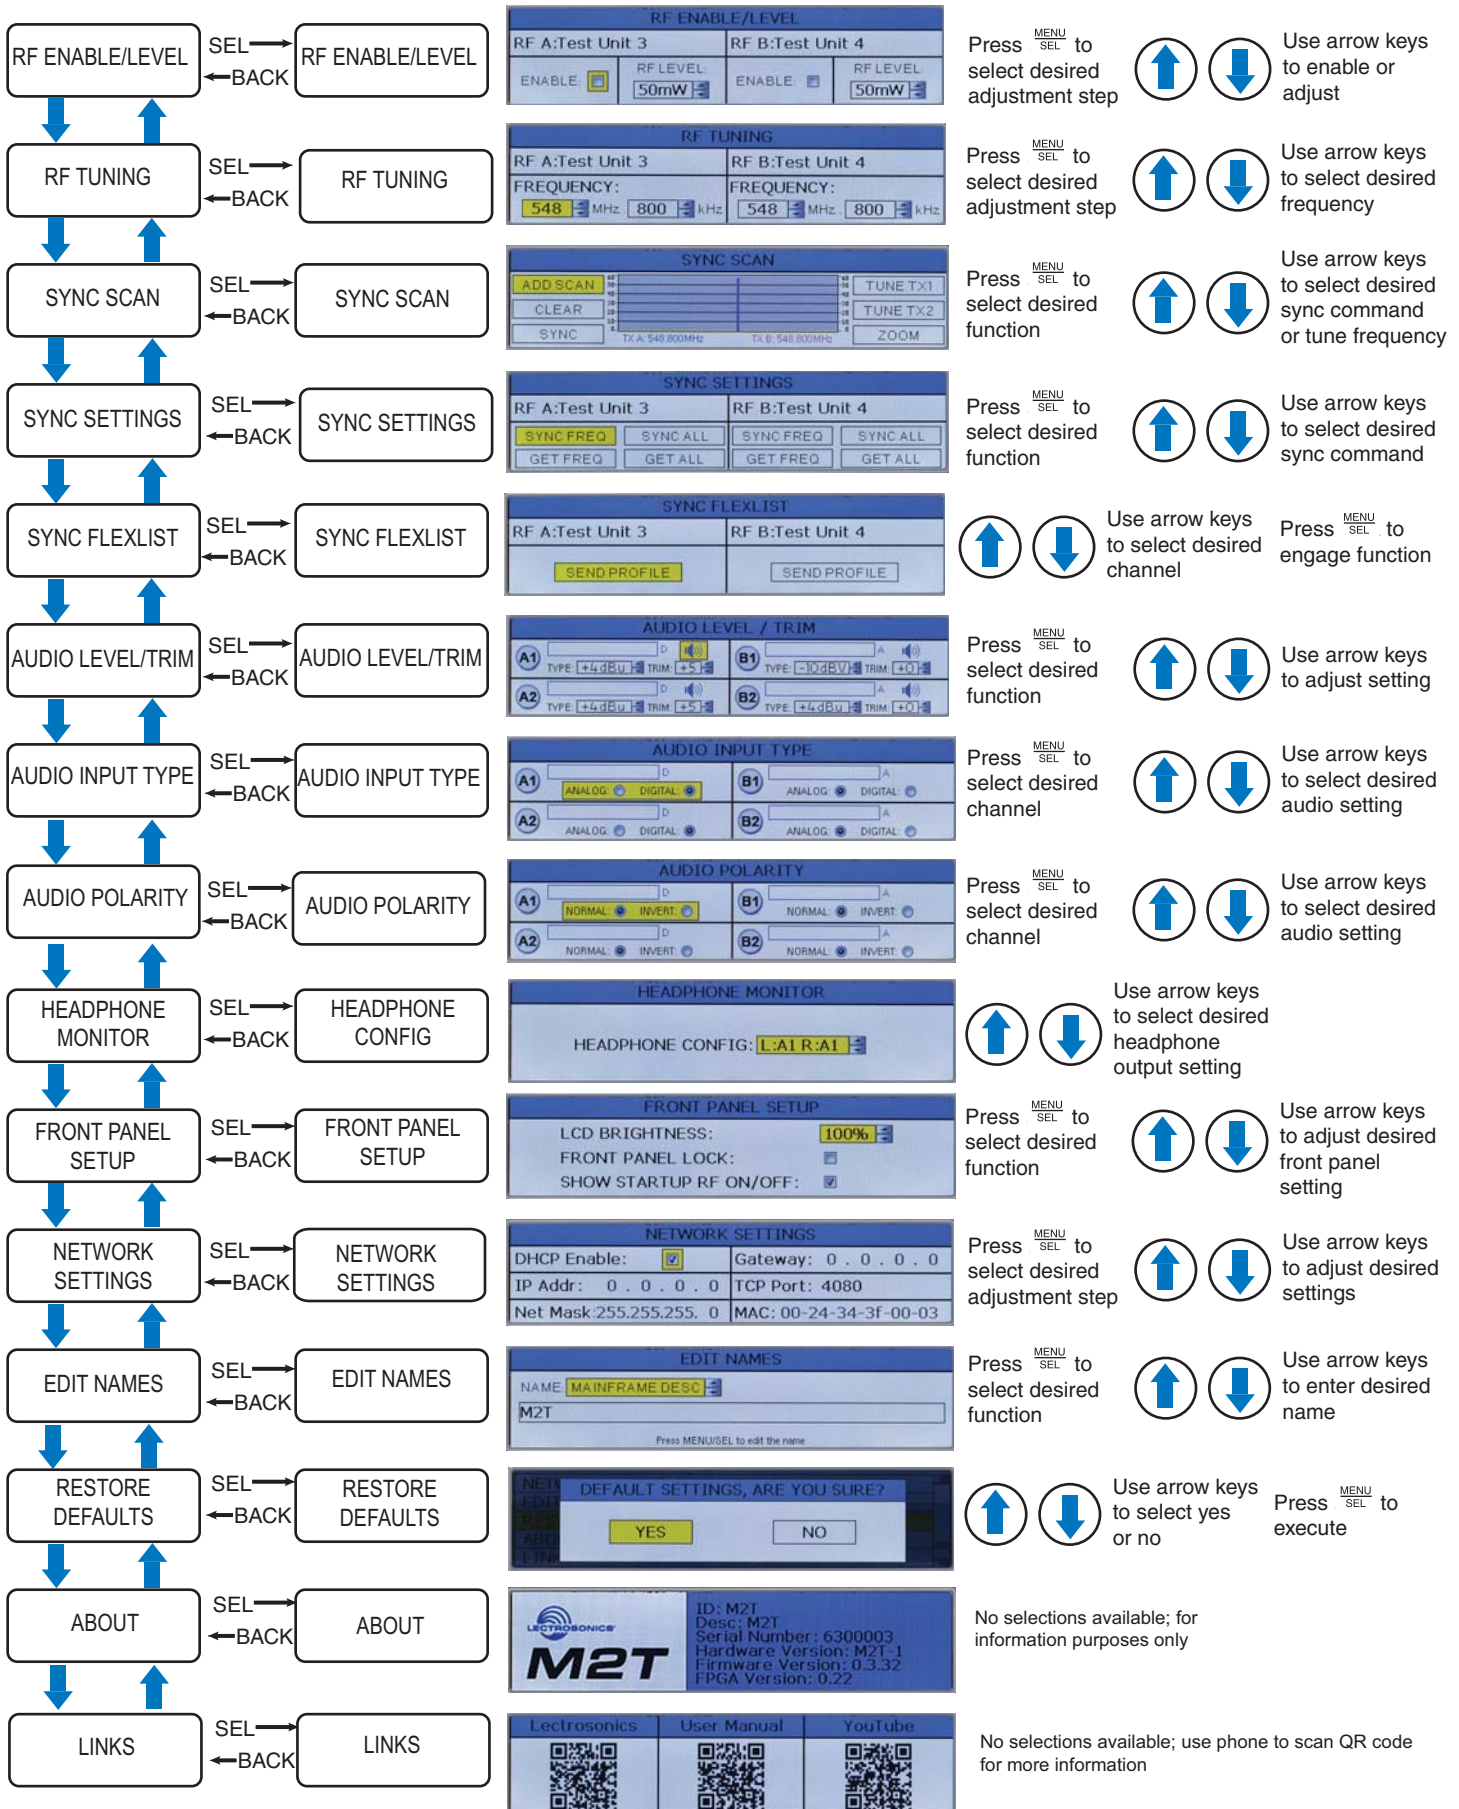 RF ENABLE/LEVEL
SEL
BACK
RF ENABLE/LEVEL
RF ENABLE/LEVEL
RF A:Test Unit 3
RF B:Test Unit 4
ENABLE:
RF LEVEL:
50mW
ENABLE:
RF LEVEL:
50mW
Press MENU/SEL to
select desired
adjustment step
Use arrow keys
to enable or
adjust
RF TUNING
SEL
BACK
RF TUNING
RF TUNING
RF A:Test Unit 3
RF B:Test Unit 4
FREQUENCY:
FREQUENCY:
548 MHz . 800 kHz
548 MHz . 800 kHz
Press MENU/SEL to
select desired
adjustment step
Use arrow keys
to select desired
frequency
SYNC SCAN
SEL
BACK
SYNC SCAN
SYNC SCAN
ADD SCAN
TUNE TX1
CLEAR
TUNE TX2
SYNC
TX A: 548.800MHz
TX B: 548.800MHz
ZOOM
Press MENU/SEL to
select desired
function
Use arrow keys
to select desired
sync command
or tune frequency
SYNC SETTINGS
SEL
BACK
SYNC SETTINGS
SYNC SETTINGS
RF A:Test Unit 3
RF B:Test Unit 4
SYNC FREQ
SYNC ALL
SYNC FREQ
SYNC ALL
GET FREQ
GET ALL
GET FREQ
GET ALL
Press MENU/SEL to
select desired
function
Use arrow keys
to select desired
sync command
SYNC FLEXLIST
SEL
BACK
SYNC FLEXLIST
SYNC FLEXLIST
RF A:Test Unit 3
RF B:Test Unit 4
SEND PROFILE
SEND PROFILE
Use arrow keys
to select desired
channel
Press MENU/SEL to
engage function
AUDIO LEVEL/TRIM
SEL
BACK
AUDIO LEVEL/TRIM
AUDIO LEVEL / TRIM
A1 D
TYPE: +4dBu TRIM: +5
B1 A
TYPE: -10dBV TRIM: +0
A2 D
TYPE: +4dBu TRIM: +5
B2 A
TYPE: +4dBu TRIM: +0
Press MENU/SEL to
select desired
function
Use arrow keys
to adjust setting
AUDIO INPUT TYPE
SEL
BACK
AUDIO INPUT TYPE
AUDIO INPUT TYPE
A1 D
ANALOG: DIGITAL:
B1 A
ANALOG: DIGITAL:
A2 D
ANALOG: DIGITAL:
B2 A
ANALOG: DIGITAL:
Press MENU/SEL to
select desired
channel
Use arrow keys
to select desired
audio setting
AUDIO POLARITY
SEL
BACK
AUDIO POLARITY
AUDIO POLARITY
A1 D
NORMAL: INVERT:
B1 A
NORMAL: INVERT:
A2 D
NORMAL: INVERT:
B2 A
NORMAL: INVERT:
Press MENU/SEL to
select desired
channel
Use arrow keys
to select desired
audio setting
HEADPHONE
MONITOR
SEL
BACK
HEADPHONE
CONFIG
HEADPHONE MONITOR
HEADPHONE CONFIG: L:A1 R:A1
Use arrow keys
to select desired
headphone
output setting
FRONT PANEL
SETUP
SEL
BACK
FRONT PANEL
SETUP
FRONT PANEL SETUP
LCD BRIGHTNESS: 100%
FRONT PANEL LOCK:
SHOW STARTUP RF ON/OFF:
Press MENU/SEL to
select desired
function
Use arrow keys
to adjust desired
front panel
setting
NETWORK
SETTINGS
SEL
BACK
NETWORK
SETTINGS
NETWORK SETTINGS
DHCP Enable:
Gateway: 0 . 0 . 0 . 0
IP Addr: 0 . 0 . 0 . 0
TCP Port: 4080
Net Mask:255.255.255. 0
MAC: 00-24-34-3f-00-03
Press MENU/SEL to
select desired
adjustment step
Use arrow keys
to adjust desired
settings
EDIT NAMES
SEL
BACK
EDIT NAMES
EDIT NAMES
NAME: MAINFRAME DESC
M2T
Press MENU/SEL to edit the name
Press MENU/SEL to
select desired
function
Use arrow keys
to enter desired
name
RESTORE
DEFAULTS
SEL
BACK
RESTORE
DEFAULTS
DEFAULT SETTINGS, ARE YOU SURE?
YES
NO
Use arrow keys
to select yes
or no
Press MENU/SEL to
execute
ABOUT
SEL
BACK
ABOUT
LECTROSONICS
M2T
ID: M2T
Desc: M2T
Serial Number: 6300003
Hardware Version: M2T-1
Firmware Version: 0.3.32
FPGA Version: 0.22
No selections available; for
information purposes only
LINKS
SEL
BACK
LINKS
Lectrosonics
User Manual
YouTube
No selections available; use phone to scan QR code
for more information